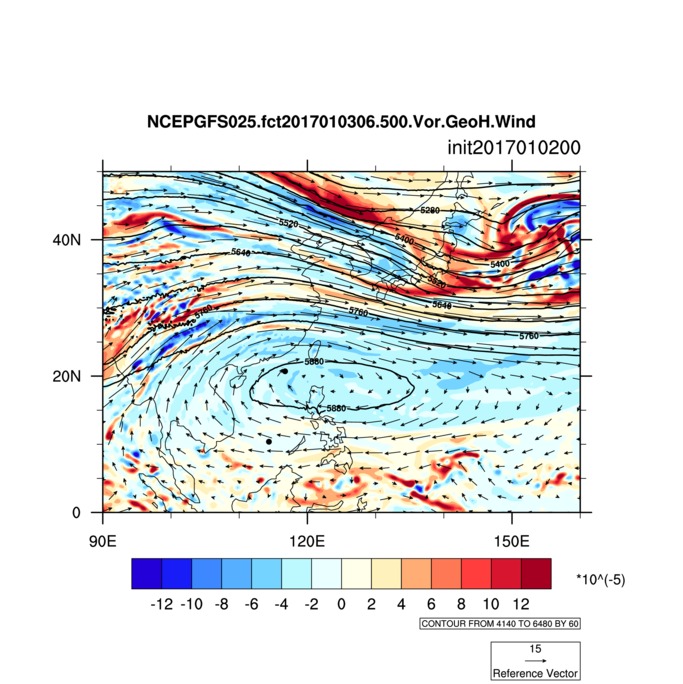 NCEPGFS025.fct2017010306.500.Vor.GeoH.Wind
init2017010200
5280
5520
5400
40N
5640
5400
5640
5760
5760
5760
5880
20N
5880
0
90E 120E 150E
*10^(-5)
-12 -10 -8 -6 -4 -2 0 2 4 6 8 10 12
CONTOUR FROM 4140 TO 6480 BY 60
15
Reference Vector